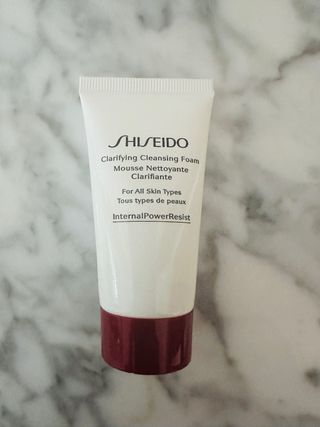 SHISEIDO
Clarifying Cleansing Foam
Mousse Nettoyante
Clarifiante
For All Skin Types
Tous types de peaux
InternalPowerResist